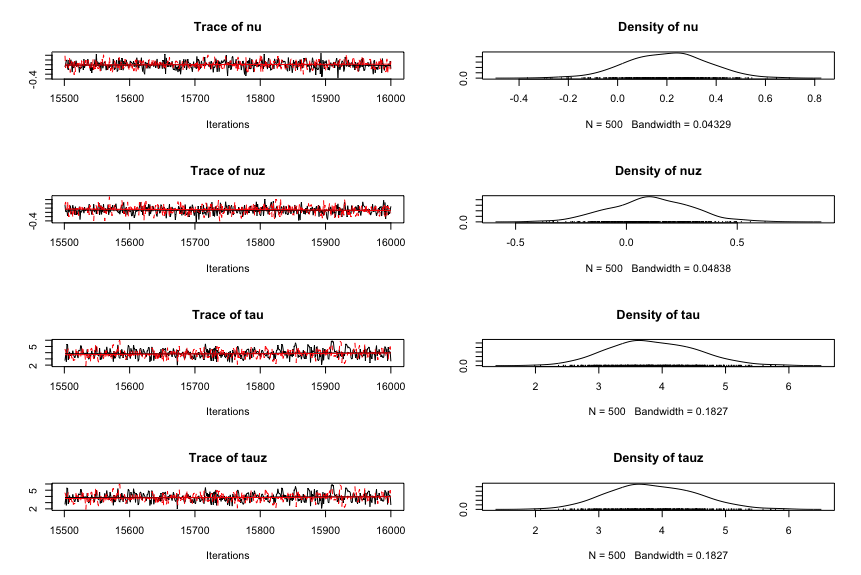 Trace of nu
-0.4
15500 15600 15700 15800 15900 16000
Iterations
Density of nu
0.0
-0.4 -0.2 0.0 0.2 0.4 0.6 0.8
N = 500 Bandwidth = 0.04329
Trace of nuz
-0.4
15500 15600 15700 15800 15900 16000
Iterations
Density of nuz
0.0
-0.5 0.0 0.5
N = 500 Bandwidth = 0.04838
Trace of tau
2 5
15500 15600 15700 15800 15900 16000
Iterations
Density of tau
0.0
2 3 4 5 6
N = 500 Bandwidth = 0.1827
Trace of tauz
2 5
15500 15600 15700 15800 15900 16000
Iterations
Density of tauz
0.0
2 3 4 5 6
N = 500 Bandwidth = 0.1827